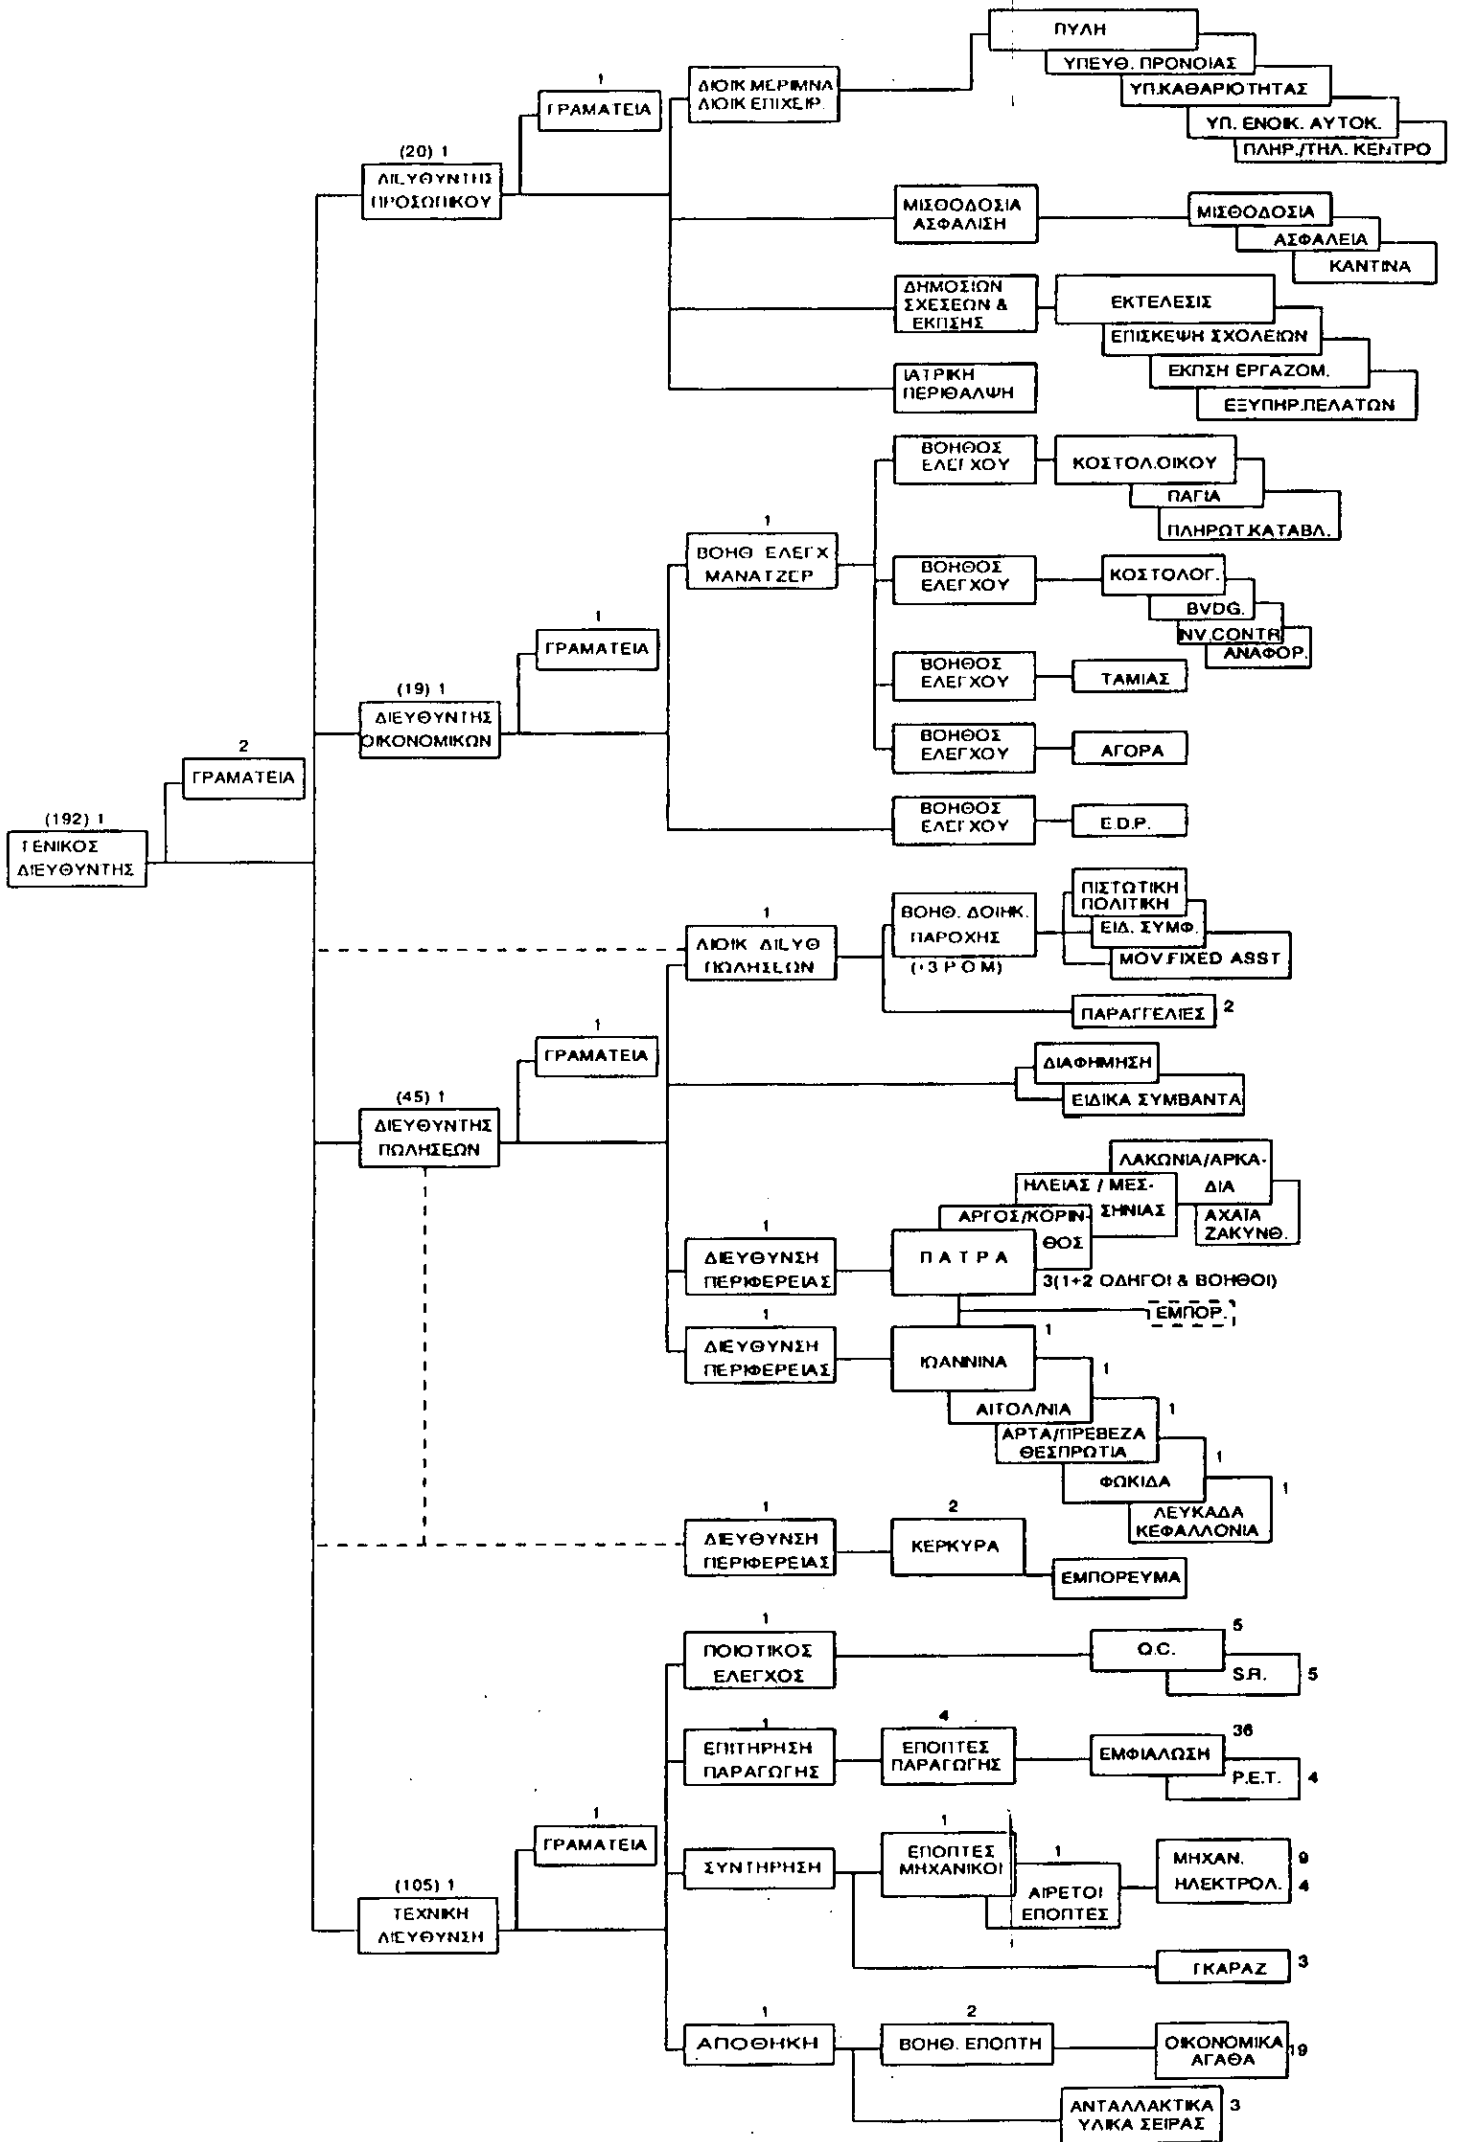 ΠΥΛΗ
ΥΠΕΥΘ. ΠΡΟΝΟΙΑΣ
ΥΠ.ΚΑΘΑΡΙΟΤΗΤΑΣ
ΥΠ. ΕΝΟΙΚ. ΑΥΤΟΚ.
ΠΛΗΡ./ΤΗΛ. ΚΕΝΤΡΟ
ΔΙΟΙΚ ΜΕΡΙΜΝΑ
ΔΙΟΙΚ ΕΠΙΧΕΙΡ.
1
ΓΡΑΜΑΤΕΙΑ
(20) 1
ΔΙΕΥΘΥΝΤΗΣ
ΠΡΟΣΩΠΙΚΟΥ
ΜΙΣΘΟΔΟΣΙΑ
ΑΣΦΑΛΙΣΗ
ΜΙΣΘΟΔΟΣΙΑ
ΑΣΦΑΛΕΙΑ
ΚΑΝΤΙΝΑ
ΔΗΜΟΣΙΩΝ
ΣΧΕΣΕΩΝ &
ΕΚΠΣΗΣ
ΕΚΤΕΛΕΣΙΣ
ΕΠΙΣΚΕΨΗ ΣΧΟΛΕΙΩΝ
ΕΚΠΣΗ ΕΡΓΑΖΟΜ.
ΕΞΥΠΗΡ.ΠΕΛΑΤΩΝ
ΙΑΤΡΙΚΗ
ΠΕΡΙΘΑΛΨΗ
ΒΟΗΘΟΣ
ΕΛΕΓΧΟΥ
ΚΟΣΤΟΛ.ΟΙΚΟΥ
ΠΑΓΙΑ
ΠΛΗΡΩΤ.ΚΑΤΑΒΛ.
1
ΒΟΗΘ ΕΛΕΓΧ
ΜΑΝΑΤΖΕΡ
ΒΟΗΘΟΣ
ΕΛΕΓΧΟΥ
ΚΟΣΤΟΛΟΓ.
BVDG.
NV.CONTR
ΑΝΑΦΟΡ.
1
ΓΡΑΜΑΤΕΙΑ
ΒΟΗΘΟΣ
ΕΛΕΓΧΟΥ
ΤΑΜΙΑΣ
(19) 1
ΔΙΕΥΘΥΝΤΗΣ
ΟΙΚΟΝΟΜΙΚΩΝ
ΒΟΗΘΟΣ
ΕΛΕΓΧΟΥ
ΑΓΟΡΑ
2
ΓΡΑΜΑΤΕΙΑ
ΒΟΗΘΟΣ
ΕΛΕΓΧΟΥ
E.D.P.
(192) 1
ΓΕΝΙΚΟΣ
ΔΙΕΥΘΥΝΤΗΣ
1
ΔΙΟΙΚ ΔΙΕΥΘ
ΠΩΛΗΣΕΩΝ
ΒΟΗΘ. ΔΟΙΗΚ.
ΠΑΡΟΧΗΣ
(+3 P O M)
ΠΙΣΤΩΤΙΚΗ
ΠΟΛΙΤΙΚΗ
ΕΙΔ. ΣΥΜΦ.
MOV.FIXED ASST
ΠΑΡΑΓΓΕΛΙΕΣ 2
1
ΓΡΑΜΑΤΕΙΑ
ΔΙΑΦΗΜΗΣΗ
ΕΙΔΙΚΑ ΣΥΜΒΑΝΤΑ
(45) 1
ΔΙΕΥΘΥΝΤΗΣ
ΠΩΛΗΣΕΩΝ
ΛΑΚΩΝΙΑ/ΑΡΚΑ-
ΔΙΑ
ΗΛΕΙΑΣ / ΜΕΣ-
ΣΗΝΙΑΣ
ΑΧΑΪΑ
ΖΑΚΥΝΘ.
ΑΡΓΟΣ/ΚΟΡΙΝ-
ΘΟΣ
1
ΔΙΕΥΘΥΝΣΗ
ΠΕΡΙΦΕΡΕΙΑΣ
ΠΑΤΡΑ
3(1+2 ΟΔΗΓΟΙ & ΒΟΗΘΟΙ)
ΕΜΠΟΡ.
1
ΔΙΕΥΘΥΝΣΗ
ΠΕΡΙΦΕΡΕΙΑΣ
ΙΩΑΝΝΙΝΑ
1
ΑΙΤΟΛ/ΝΙΑ
1
ΑΡΤΑ/ΠΡΕΒΕΖΑ
ΘΕΣΠΡΩΤΙΑ
1
ΦΩΚΙΔΑ
1
ΛΕΥΚΑΔΑ
ΚΕΦΑΛΛΟΝΙΑ
1
1
ΔΙΕΥΘΥΝΣΗ
ΠΕΡΙΦΕΡΕΙΑΣ
2
ΚΕΡΚΥΡΑ
ΕΜΠΟΡΕΥΜΑ
1
ΠΟΙΟΤΙΚΟΣ
ΕΛΕΓΧΟΣ
5
Q.C.
S.R. 5
1
ΕΠΙΤΗΡΗΣΗ
ΠΑΡΑΓΩΓΗΣ
4
ΕΠΟΠΤΕΣ
ΠΑΡΑΓΩΓΗΣ
36
ΕΜΦΙΑΛΩΣΗ
P.E.T. 4
1
ΓΡΑΜΑΤΕΙΑ
ΣΥΝΤΗΡΗΣΗ
1
ΕΠΟΠΤΕΣ
ΜΗΧΑΝΙΚΟΙ
1
ΑΙΡΕΤΟΙ
ΕΠΟΠΤΕΣ
ΜΗΧΑΝ. 9
ΗΛΕΚΤΡΟΛ. 4
(105) 1
ΤΕΧΝΙΚΗ
ΔΙΕΥΘΥΝΣΗ
ΓΚΑΡΑΖ 3
1
ΑΠΟΘΗΚΗ
2
ΒΟΗΘ. ΕΠΟΠΤΗ
ΟΙΚΟΝΟΜΙΚΑ
ΑΓΑΘΑ
19
ΑΝΤΑΛΛΑΚΤΙΚΑ 3
ΥΛΙΚΑ ΣΕΙΡΑΣ